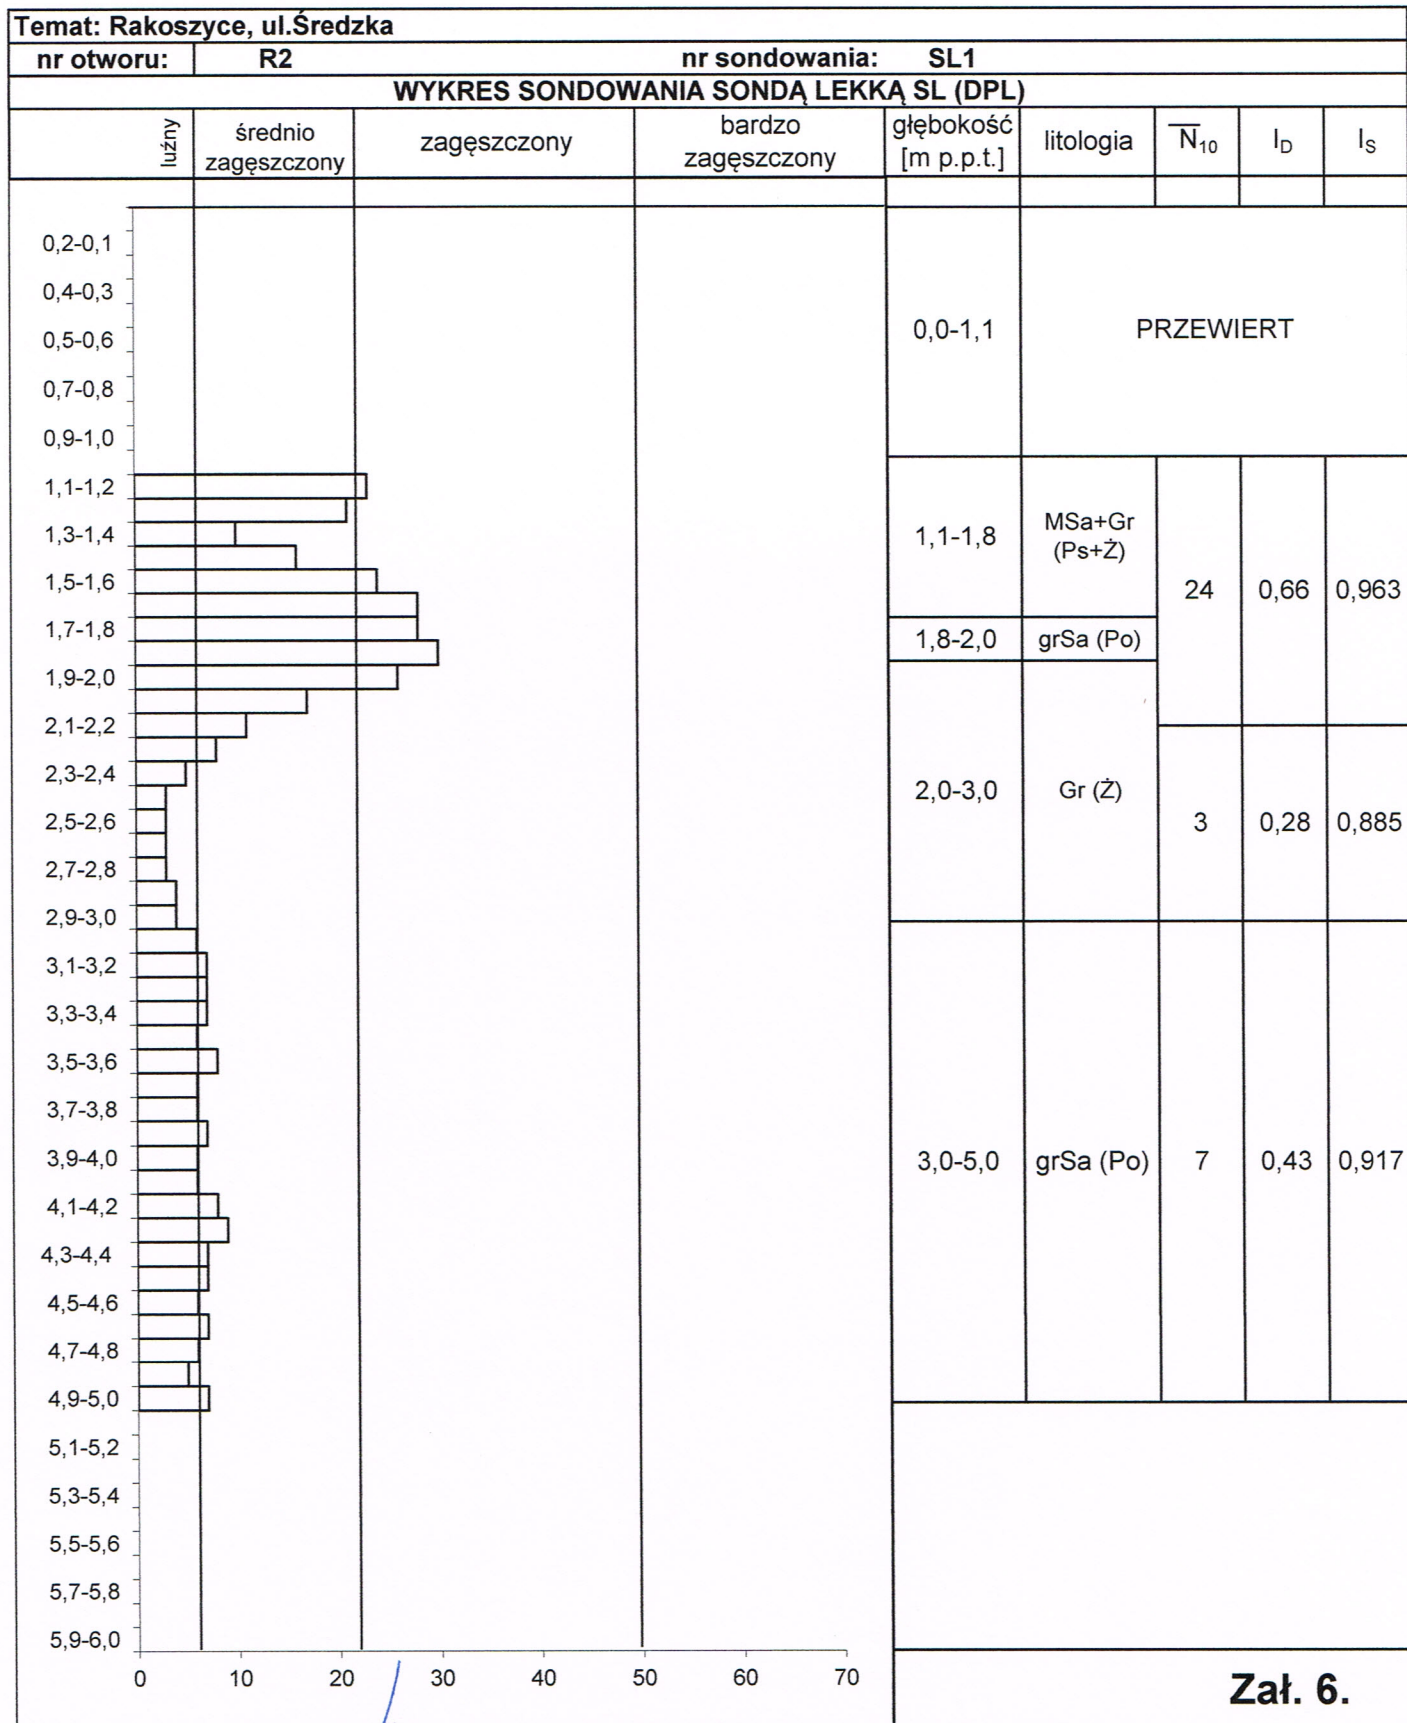 Temat: Rakoszyce, ul.Średzka
nr otworu: R2 nr sondowania: SL1
WYKRES SONDOWANIA SONDĄ LEKKĄ SL (DPL)
luźny średnio zagęszczony zagęszczony bardzo zagęszczony głębokość [m p.p.t.] litologia N10 ID IS
0,2-0,1
0,4-0,3
0,5-0,6
0,7-0,8
0,9-1,0
1,1-1,2
1,3-1,4
1,5-1,6
1,7-1,8
1,9-2,0
2,1-2,2
2,3-2,4
2,5-2,6
2,7-2,8
2,9-3,0
3,1-3,2
3,3-3,4
3,5-3,6
3,7-3,8
3,9-4,0
4,1-4,2
4,3-4,4
4,5-4,6
4,7-4,8
4,9-5,0
5,1-5,2
5,3-5,4
5,5-5,6
5,7-5,8
5,9-6,0
0 10 20 30 40 50 60 70
0,0-1,1 PRZEWIERT
1,1-1,8 MSa+Gr (Ps+Ż)
24 0,66 0,963
1,8-2,0 grSa (Po)
2,0-3,0 Gr (Ż)
3 0,28 0,885
3,0-5,0 grSa (Po) 7 0,43 0,917
Zał. 6.